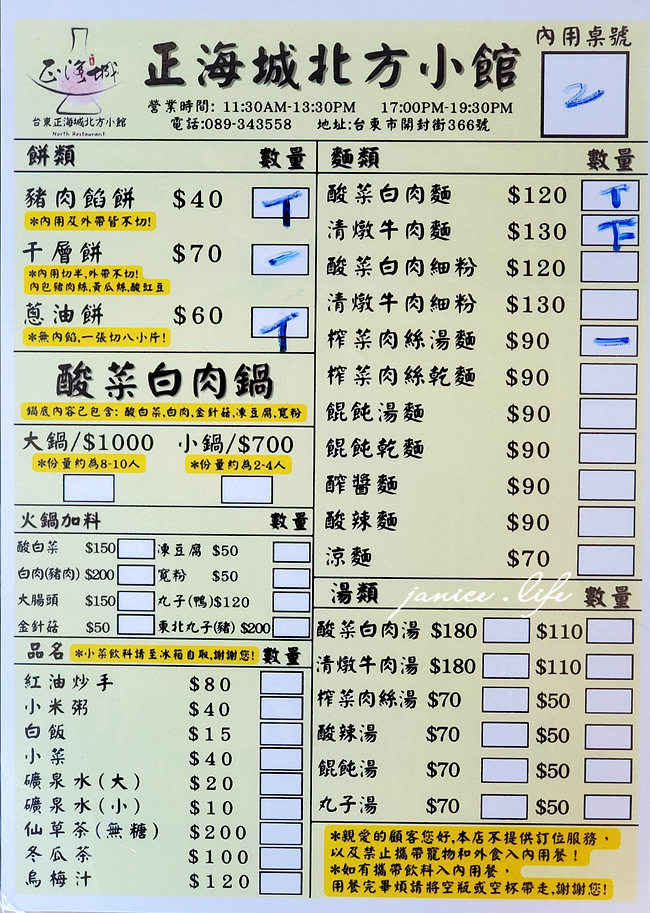 正海城
台東正海城北方小館
North Restaurant
正海城北方小館
營業時間: 11:30AM-13:30PM 17:00PM-19:30PM
電話:089-343558 地址:台東市開封街366號
內用桌號
2
餅類 數量
豬肉餡餅 $40 T
*內用及外帶皆不切!
千層餅 $70 一
*內用切半,外帶不切!
內包豬肉絲,黃瓜絲,酸豇豆
蔥油餅 $60 T
*無內餡,一張切八小片!
酸菜白肉鍋
鍋底內容已包含: 酸白菜,白肉,金針菇,凍豆腐,寬粉
大鍋/$1000 小鍋/$700
*份量約為8-10人 *份量約為2-4人
火鍋加料 數量
酸白菜 $150 凍豆腐 $50
白肉(豬肉) $200 寬粉 $50
大腸頭 $150 丸子(鴨)$120
金針菇 $50 東北丸子(豬) $200
品名 *小菜飲料請至冰箱自取,謝謝您! 數量
紅油炒手 $80
小米粥 $40
白飯 $15
小菜 $40
礦泉水(大) $20
礦泉水(小) $10
仙草茶(無糖) $200
冬瓜茶 $100
烏梅汁 $120
麵類 數量
酸菜白肉麵 $120 T
清燉牛肉麵 $130 F
酸菜白肉細粉 $120
清燉牛肉細粉 $130
榨菜肉絲湯麵 $90 一
榨菜肉絲乾麵 $90
餛飩湯麵 $90
餛飩乾麵 $90
酢醬麵 $90
酸辣麵 $90
涼麵 $70
湯類 數量
janice.life
酸菜白肉湯 $180 $110
清燉牛肉湯 $180 $110
榨菜肉絲湯 $70 $50
酸辣湯 $70 $50
餛飩湯 $70 $50
丸子湯 $70 $50
*親愛的顧客您好,本店不提供訂位服務,
以及禁止攜帶寵物和外食入內用餐!
*如有攜帶飲料入內用餐,
用餐完畢煩請將空瓶或空杯帶走,謝謝您!